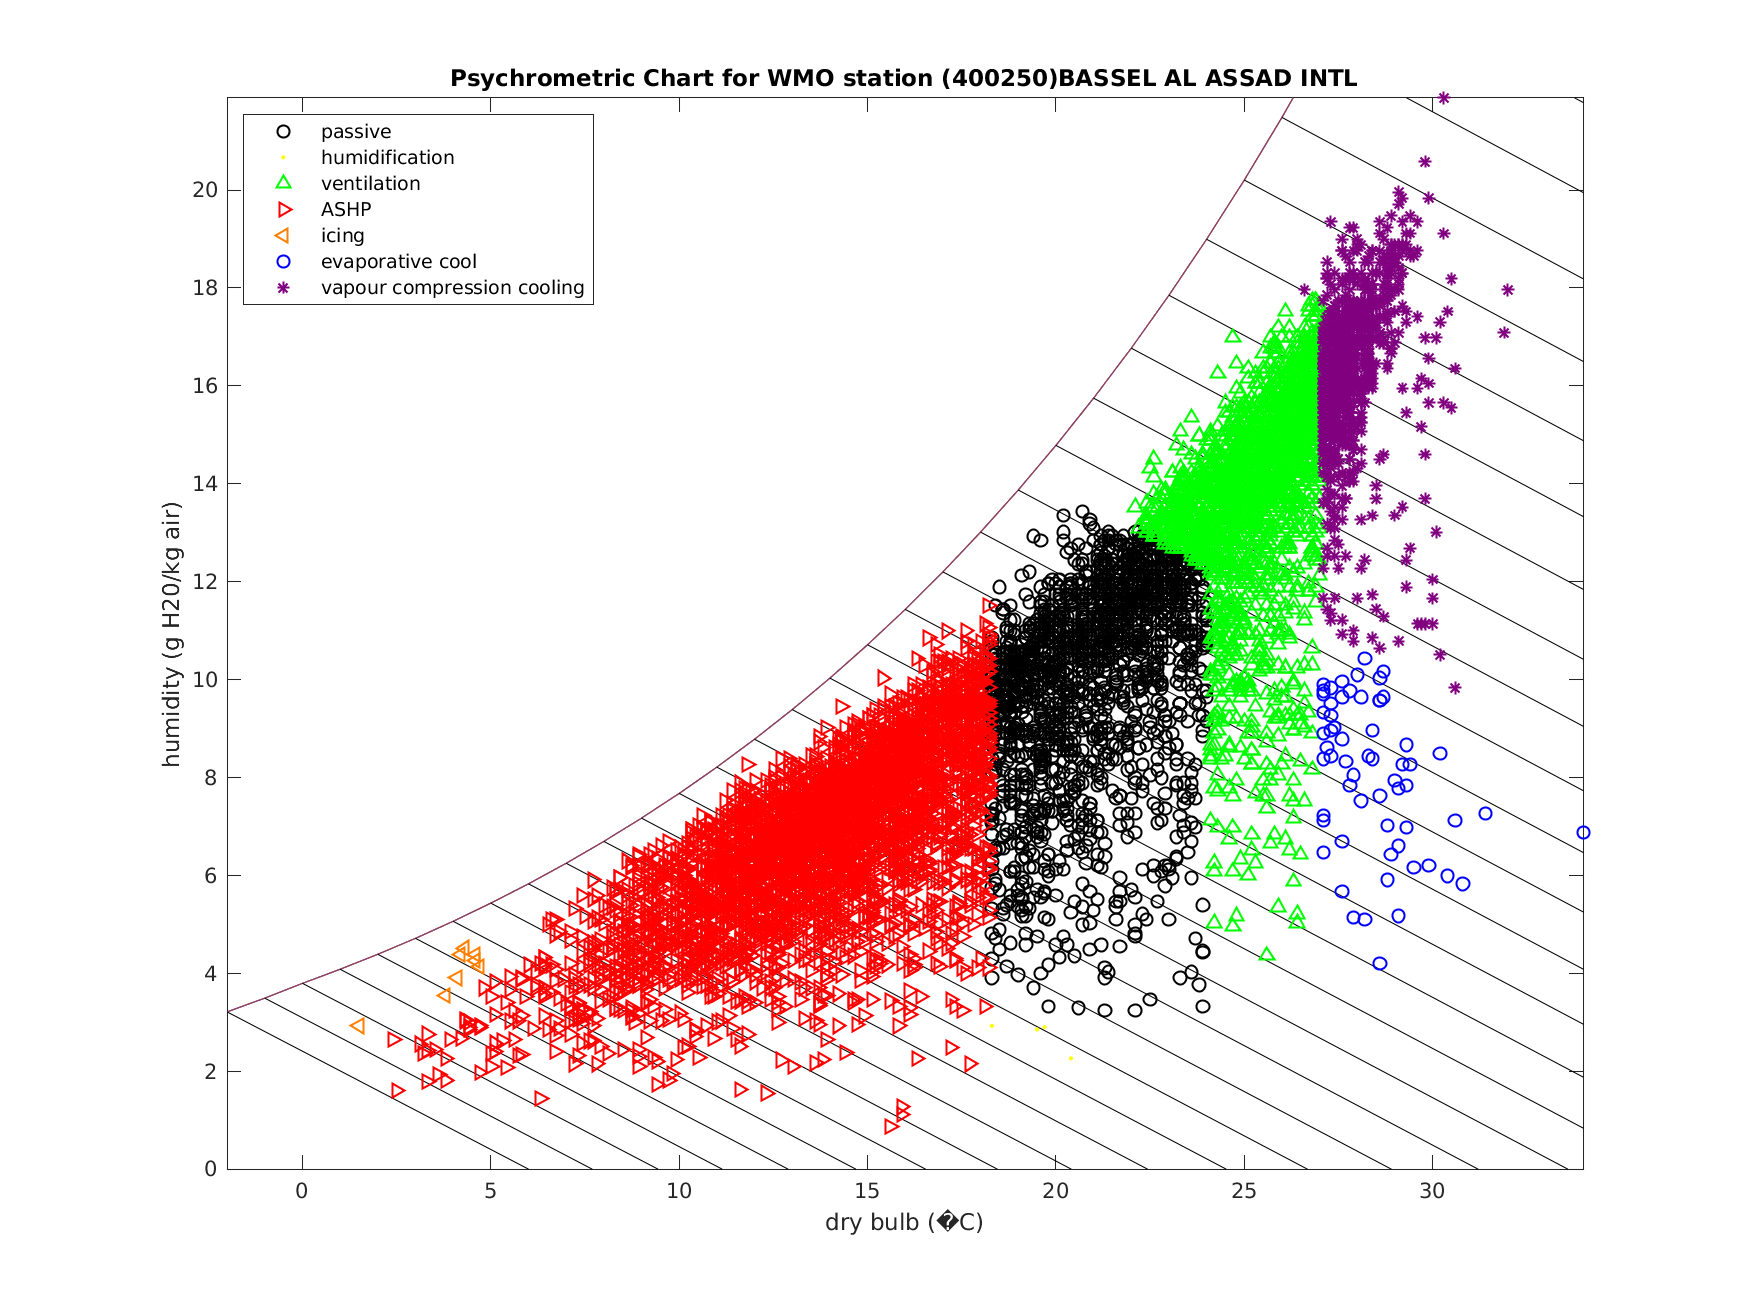 Psychrometric Chart for WMO station (400250)BASSEL AL ASSAD INTL
passive
humidification
ventilation
ASHP
icing
evaporative cool
vapour compression cooling
humidity (g H20/kg air)
20
18
16
14
12
10
8
6
4
2
0
0 5 10 15 20 25 30
dry bulb (�C)